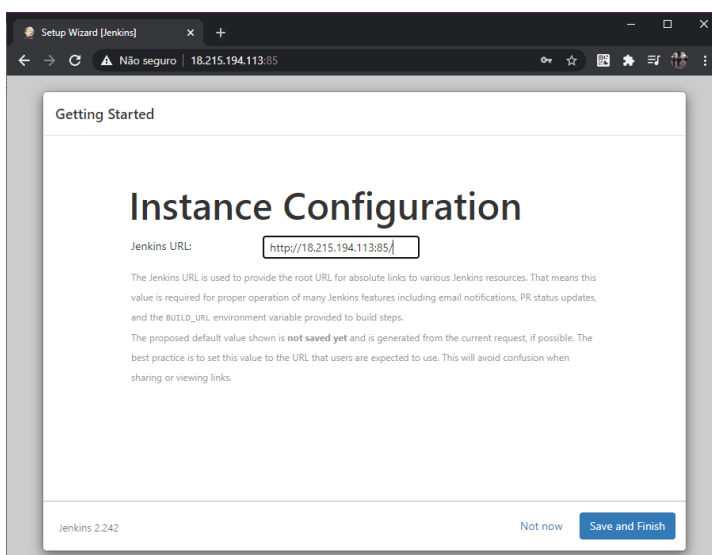 Setup Wizard [Jenkins]
Não seguro | 18.215.194.113:85
Getting Started
Instance Configuration
Jenkins URL: http://18.215.194.113:85/
The Jenkins URL is used to provide the root URL for absolute links to various Jenkins resources. That means this
value is required for proper operation of many Jenkins features including email notifications, PR status updates,
and the BUILD_URL environment variable provided to build steps.
The proposed default value shown is not saved yet and is generated from the current request, if possible. The
best practice is to set this value to the URL that users are expected to use. This will avoid confusion when
sharing or viewing links.
Jenkins 2.242 Not now Save and Finish